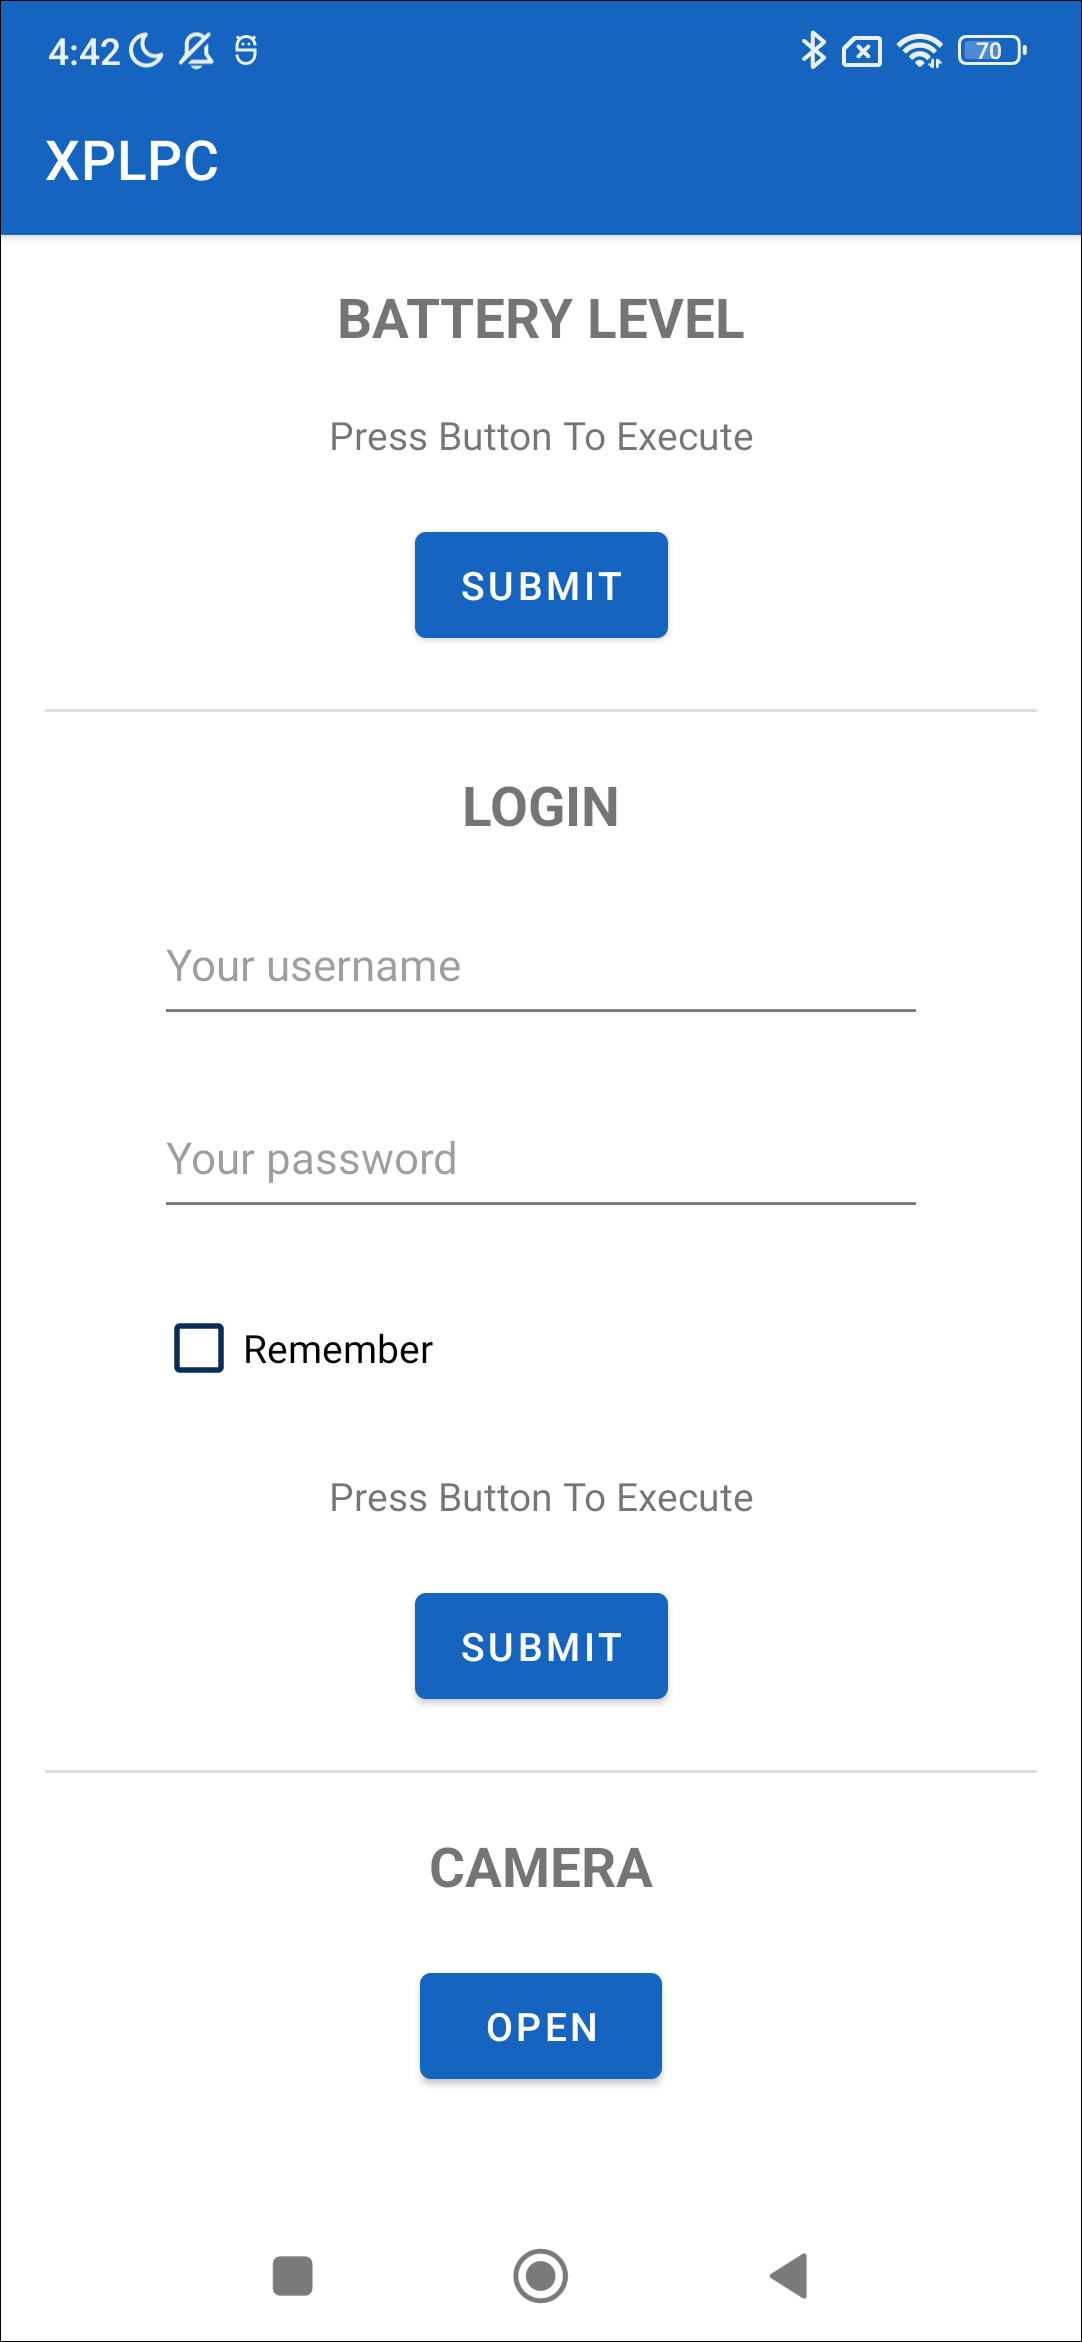 4:42
70
XPLPC
BATTERY LEVEL
Press Button To Execute
SUBMIT
LOGIN
Your username
Your password
Remember
Press Button To Execute
SUBMIT
CAMERA
OPEN